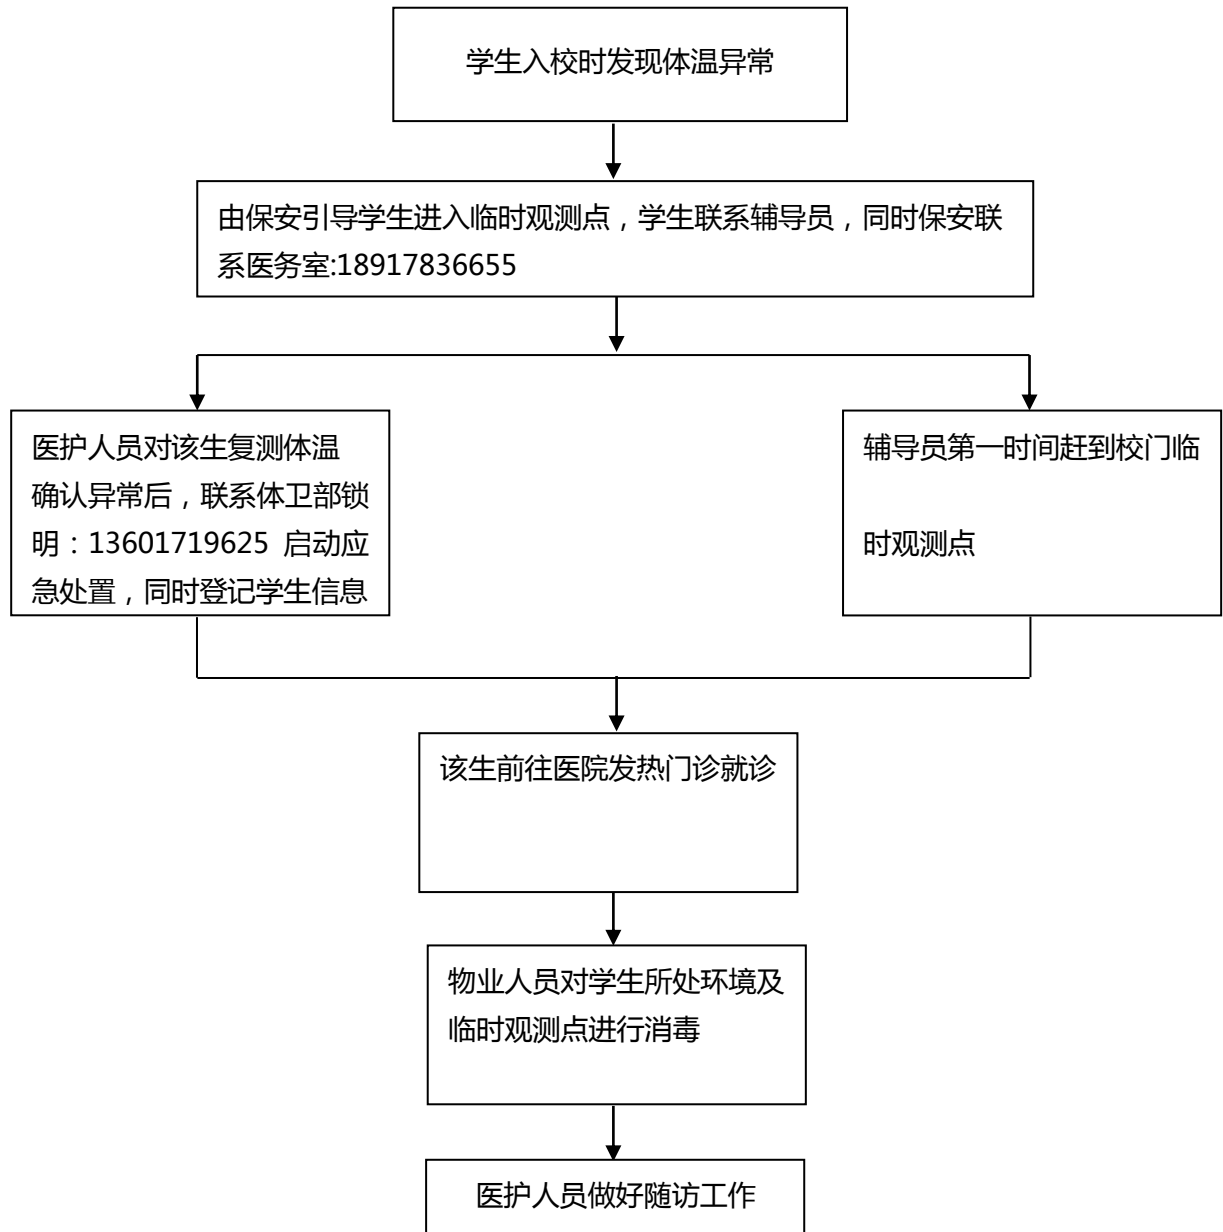 学生入校时发现体温异常
由保安引导学生进入临时观测点，学生联系辅导员，同时保安联
系医务室:18917836655
医护人员对该生复测体温
确认异常后，联系体卫部锁
明：13601719625 启动应
急处置，同时登记学生信息
辅导员第一时间赶到校门临
时观测点
该生前往医院发热门诊就诊
物业人员对学生所处环境及
临时观测点进行消毒
医护人员做好随访工作